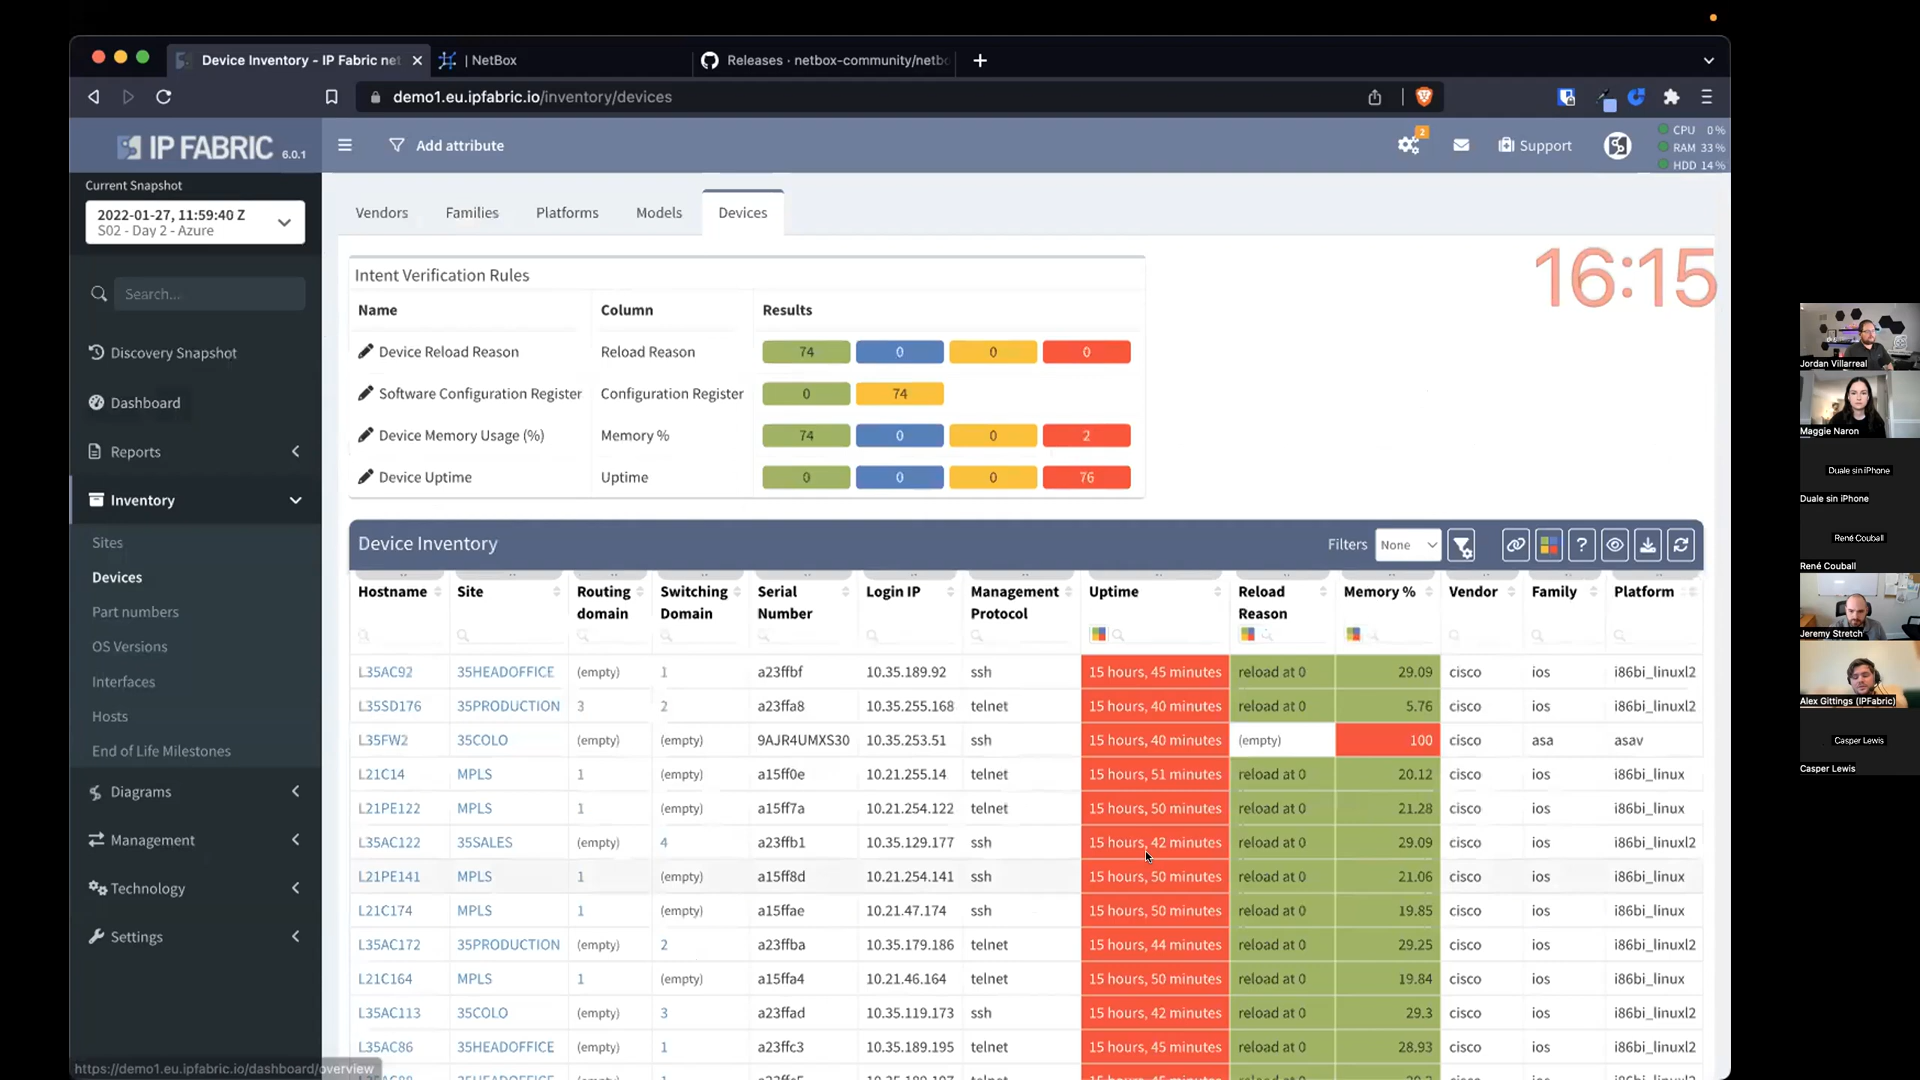 Device Inventory - IP Fabric net
| NetBox
Releases · netbox-community/netbo
demo1.eu.ipfabric.io/inventory/devices
IP FABRIC 6.0.1
Add attribute
2
Support
CPU 0 %
RAM 33 %
HDD 14 %
Current Snapshot
2022-01-27, 11:59:40 Z
S02 - Day 2 - Azure
Search...
Discovery Snapshot
Dashboard
Reports
Inventory
Sites
Devices
Part numbers
OS Versions
Interfaces
Hosts
End of Life Milestones
Diagrams
Management
Technology
Settings
https://demo1.eu.ipfabric.io/dashboard/overview
Vendors Families Platforms Models Devices
16:15
Intent Verification Rules
Name Column Results
Device Reload Reason Reload Reason 74 0 0 0
Software Configuration Register Configuration Register 0 74
Device Memory Usage (%) Memory % 74 0 0 2
Device Uptime Uptime 0 0 0 76
Device Inventory Filters None ?
Hostname Site Routing domain Switching Domain Serial Number Login IP Management Protocol Uptime Reload Reason Memory % Vendor Family Platform
L35AC92 35HEADOFFICE (empty) 1 a23ffbf 10.35.189.92 ssh 15 hours, 45 minutes reload at 0 29.09 cisco ios i86bi_linuxl2
L35SD176 35PRODUCTION 3 2 a23ffa8 10.35.255.168 telnet 15 hours, 40 minutes reload at 0 5.76 cisco ios i86bi_linuxl2
L35FW2 35COLO (empty) (empty) 9AJR4UMXS30 10.35.253.51 ssh 15 hours, 40 minutes (empty) 100 cisco asa asav
L21C14 MPLS 1 (empty) a15ff0e 10.21.255.14 telnet 15 hours, 51 minutes reload at 0 20.12 cisco ios i86bi_linux
L21PE122 MPLS 1 (empty) a15ff7a 10.21.254.122 telnet 15 hours, 50 minutes reload at 0 21.28 cisco ios i86bi_linux
L35AC122 35SALES (empty) 4 a23ffb1 10.35.129.177 ssh 15 hours, 42 minutes reload at 0 29.09 cisco ios i86bi_linuxl2
L21PE141 MPLS 1 (empty) a15ff8d 10.21.254.141 ssh 15 hours, 50 minutes reload at 0 21.06 cisco ios i86bi_linux
L21C174 MPLS 1 (empty) a15ffae 10.21.47.174 ssh 15 hours, 50 minutes reload at 0 19.85 cisco ios i86bi_linux
L35AC172 35PRODUCTION (empty) 2 a23ffba 10.35.179.186 telnet 15 hours, 44 minutes reload at 0 29.25 cisco ios i86bi_linuxl2
L21C164 MPLS 1 (empty) a15ffa4 10.21.46.164 telnet 15 hours, 50 minutes reload at 0 19.84 cisco ios i86bi_linux
L35AC113 35COLO (empty) 3 a23ffad 10.35.119.173 ssh 15 hours, 42 minutes reload at 0 29.3 cisco ios i86bi_linuxl2
L35AC86 35HEADOFFICE (empty) 1 a23ffc3 10.35.189.195 telnet 15 hours, 45 minutes reload at 0 28.93 cisco ios i86bi_linuxl2
Jordan Villarreal
Maggie Naron
Duale sin iPhone
Duale sin iPhone
René Couball
René Couball
Jeremy Stretch
Alex Gittings (IPFabric)
Casper Lewis
Casper Lewis